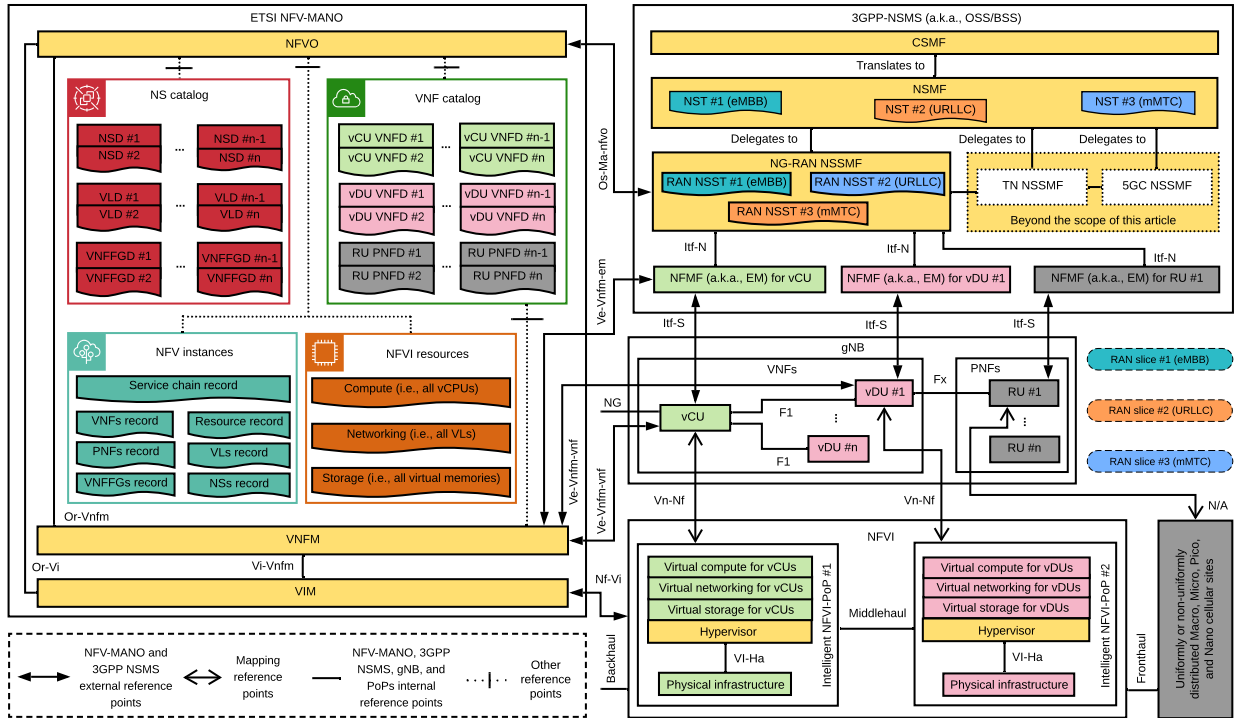 ETSI NFV-MANO
NFVO
NS catalog
NSD #1
NSD #2
...
NSD #n-1
NSD #n
VLD #1
VLD #2
...
VLD #n-1
VLD #n
VNFFGD #1
VNFFGD #2
...
VNFFGD #n-1
VNFFGD #n
VNF catalog
vCU VNFD #1
vCU VNFD #2
...
vCU VNFD #n-1
vCU VNFD #n
vDU VNFD #1
vDU VNFD #2
...
vDU VNFD #n-1
vDU VNFD #n
RU PNFD #1
RU PNFD #2
...
RU PNFD #n-1
RU PNFD #n
NFV instances
Service chain record
VNFs record
Resource record
PNFs record
VLs record
VNFFGs record
NSs record
NFVI resources
Compute (i.e., all vCPUs)
Networking (i.e., all VLs)
Storage (i.e., all virtual memories)
Or-Vnfm
VNFM
Or-Vi
Vi-Vnfm
VIM
Os-Ma-nfvo
Ve-Vnfm-em
Ve-Vnfm-vnf
Ve-Vnfm-vnf
Nf-Vi
3GPP-NSMS (a.k.a., OSS/BSS)
CSMF
Translates to
NSMF
NST #1 (eMBB)
NST #2 (URLLC)
NST #3 (mMTC)
Delegates to
Delegates to
Delegates to
NG-RAN NSSMF
RAN NSST #1 (eMBB)
RAN NSST #2 (URLLC)
RAN NSST #3 (mMTC)
TN NSSMF
5GC NSSMF
Beyond the scope of this article
Itf-N
Itf-N
Itf-N
NFMF (a.k.a., EM) for vCU
NFMF (a.k.a., EM) for vDU #1
NFMF (a.k.a., EM) for RU #1
Itf-S
Itf-S
Itf-S
gNB
VNFs
PNFs
NG
vCU
F1
F1
vDU #1
...
vDU #n
Fx
RU #1
...
RU #n
RAN slice #1 (eMBB)
RAN slice #2 (URLLC)
RAN slice #3 (mMTC)
Vn-Nf
Vn-Nf
N/A
NFVI
Virtual compute for vCUs
Virtual networking for vCUs
Virtual storage for vCUs
Hypervisor
VI-Ha
Physical infrastructure
Intelligent NFVI-PoP #1
Middlehaul
Virtual compute for vDUs
Virtual networking for vDUs
Virtual storage for vDUs
Hypervisor
VI-Ha
Physical infrastructure
Intelligent NFVI-PoP #2
Backhaul
Fronthaul
Uniformly or non-uniformly
distributed Macro, Micro, Pico,
and Nano cellular sites
NFV-MANO and
3GPP NSMS
external reference
points
Mapping
reference
points
NFV-MANO, 3GPP
NSMS, gNB, and
PoPs internal
reference points
Other
reference
points